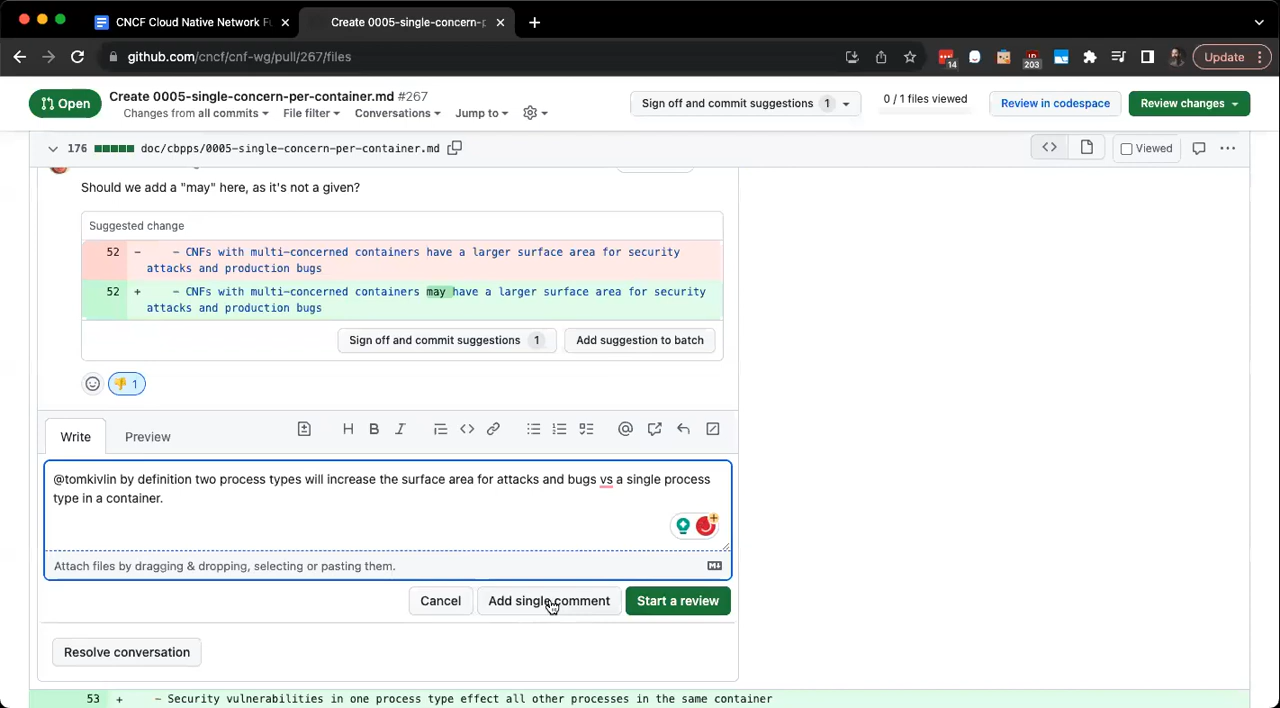 CNCF Cloud Native Network Fu
Create 0005-single-concern-p
github.com/cncf/cnf-wg/pull/267/files
14
203
Update
Open
Create 0005-single-concern-per-container.md #267
Changes from all commits
File filter
Conversations
Jump to
Sign off and commit suggestions 1
0 / 1 files viewed
Review in codespace
Review changes
176
doc/cbpps/0005-single-concern-per-container.md
Viewed
Should we add a "may" here, as it's not a given?
Suggested change
52 - - CNFs with multi-concerned containers have a larger surface area for security
attacks and production bugs
52 + - CNFs with multi-concerned containers may have a larger surface area for security
attacks and production bugs
Sign off and commit suggestions 1
Add suggestion to batch
👎 1
Write
Preview
H B I
@tomkivlin by definition two process types will increase the surface area for attacks and bugs vs a single process
type in a container.
Attach files by dragging & dropping, selecting or pasting them.
Cancel
Add single comment
Start a review
Resolve conversation
53 + - Security vulnerabilities in one process type effect all other processes in the same container